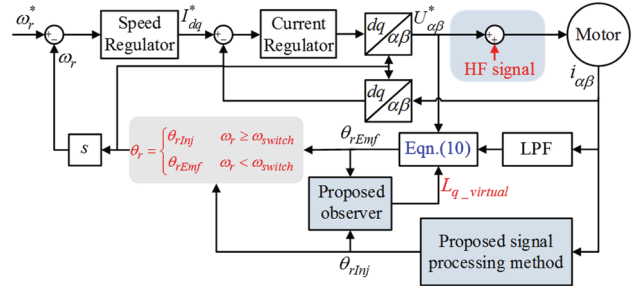 ω_r^* Speed Regulator I_dq^* Current Regulator dq αβ U_αβ^* Motor
− − + +
ω_r HF signal i_αβ
dq αβ
s θ_r = { θ_rInj ω_r ≥ ω_switch θ_rEmf Eqn.(10) LPF
θ_rEmf ω_r < ω_switch
Proposed observer L_q_virtual
θ_rInj Proposed signal processing method